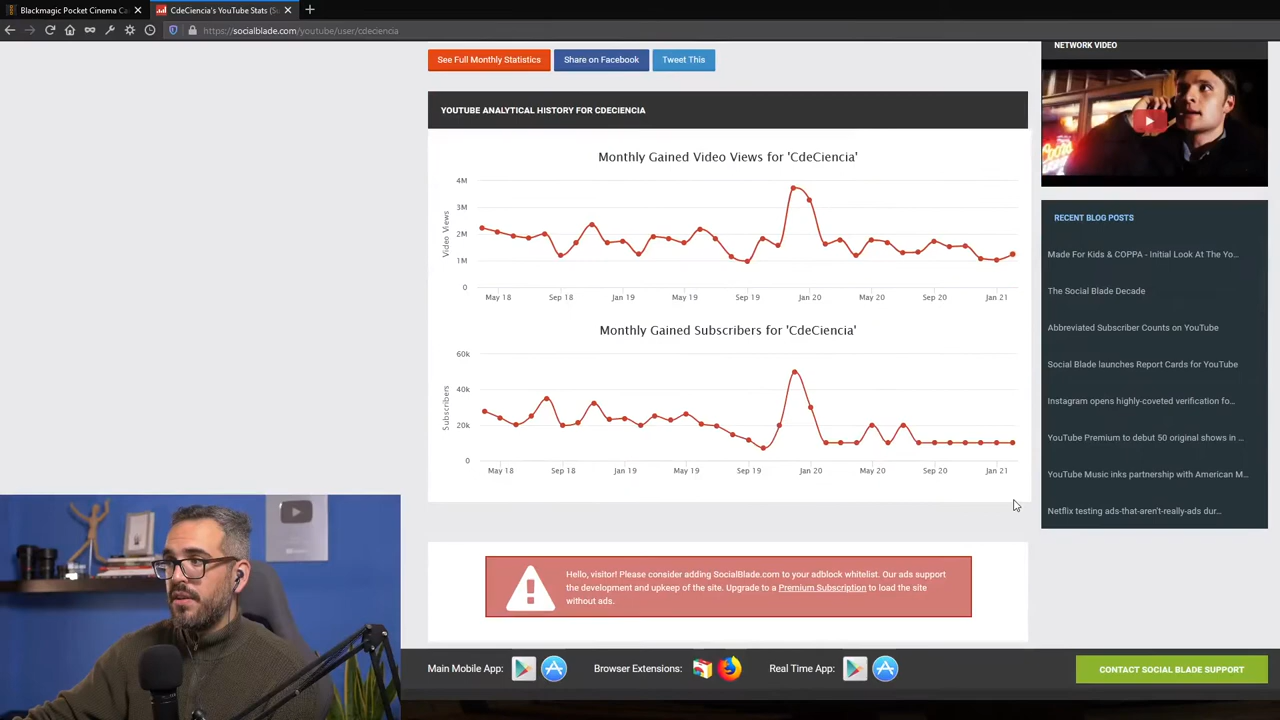 Blackmagic Pocket Cinema Ca
CdeCiencia's YouTube Stats (S
https://socialblade.com/youtube/user/cdeciencia
See Full Monthly Statistics
Share on Facebook
Tweet This
NETWORK VIDEO
YOUTUBE ANALYTICAL HISTORY FOR CDECIENCIA
Monthly Gained Video Views for 'CdeCiencia'
4M
3M
2M
1M
0
Video Views
May 18 Sep 18 Jan 19 May 19 Sep 19 Jan 20 May 20 Sep 20 Jan 21
Monthly Gained Subscribers for 'CdeCiencia'
60k
40k
20k
0
Subscribers
May 18 Sep 18 Jan 19 May 19 Sep 19 Jan 20 May 20 Sep 20 Jan 21
Coors
RECENT BLOG POSTS
Made For Kids & COPPA - Initial Look At The Yo...
The Social Blade Decade
Abbreviated Subscriber Counts on YouTube
Social Blade launches Report Cards for YouTube
Instagram opens highly-coveted verification fo...
YouTube Premium to debut 50 original shows in ...
YouTube Music inks partnership with American M...
Netflix testing ads-that-aren't-really-ads dur...
Hello, visitor! Please consider adding SocialBlade.com to your adblock whitelist. Our ads support
the development and upkeep of the site. Upgrade to a Premium Subscription to load the site
without ads.
Main Mobile App:
Browser Extensions:
Real Time App:
CONTACT SOCIAL BLADE SUPPORT